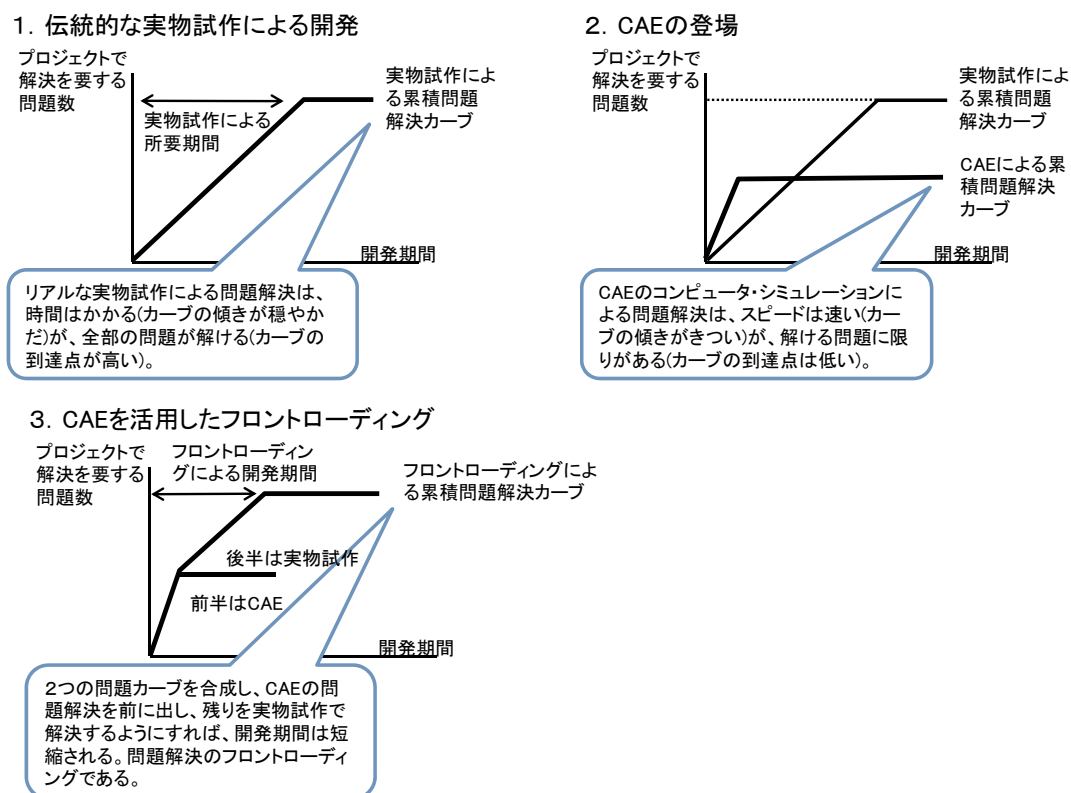 １．伝統的な実物試作による開発
プロジェクトで
解決を要する
問題数
実物試作による
所要期間
実物試作によ
る累積問題
解決カーブ
開発期間
リアルな実物試作による問題解決は、
時間はかかる(カーブの傾きが穏やか
だ)が、全部の問題が解ける(カーブの
到達点が高い)。
２．CAEの登場
プロジェクトで
解決を要する
問題数
実物試作によ
る累積問題
解決カーブ
CAEによる累
積問題解決
カーブ
開発期間
CAEのコンピュータ・シミュレーションに
よる問題解決は、スピードは速い(カー
ブの傾きがきつい)が、解ける問題に限
りがある(カーブの到達点は低い)。
３．CAEを活用したフロントローディング
プロジェクトで
解決を要する
問題数
フロントローディン
グによる開発期間
フロントローディングによ
る累積問題解決カーブ
後半は実物試作
前半はCAE
開発期間
２つの問題カーブを合成し、CAEの問
題解決を前に出し、残りを実物試作で
解決するようにすれば、開発期間は短
縮される。問題解決のフロントローディ
ングである。